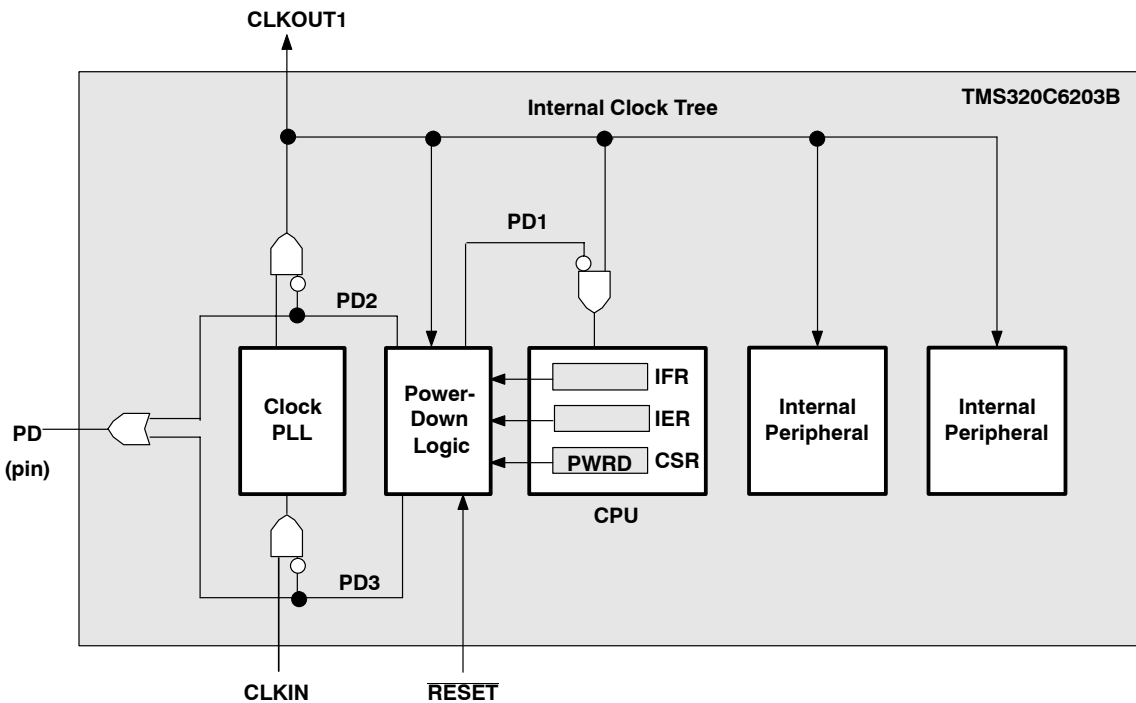 CLKOUT1
TMS320C6203B
Internal Clock Tree
PD1
PD2
IFR
Clock
PLL
Power-
Down
Logic
IER
Internal
Peripheral
Internal
Peripheral
PD
(pin)
PWRD
CSR
CPU
PD3
CLKIN
RESET